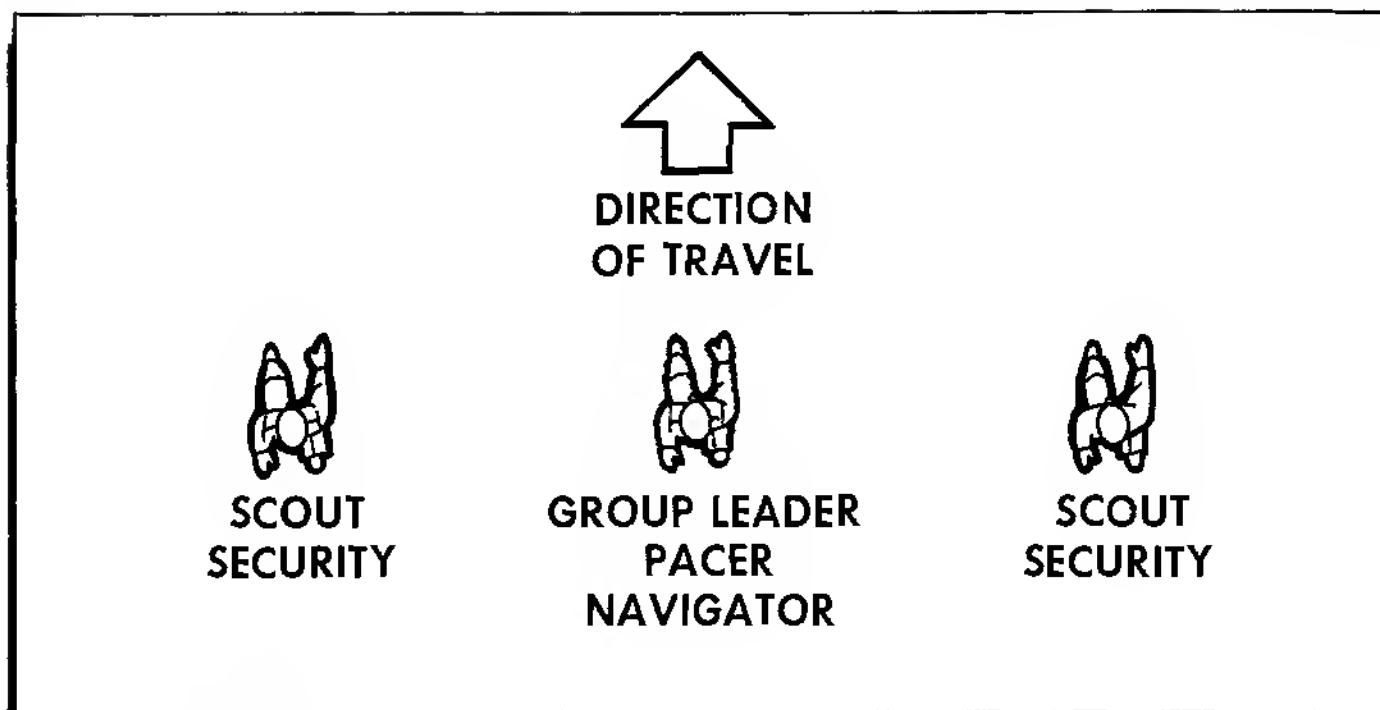 DIRECTION
OF TRAVEL
SCOUT
SECURITY
GROUP LEADER
PACER
NAVIGATOR
SCOUT
SECURITY